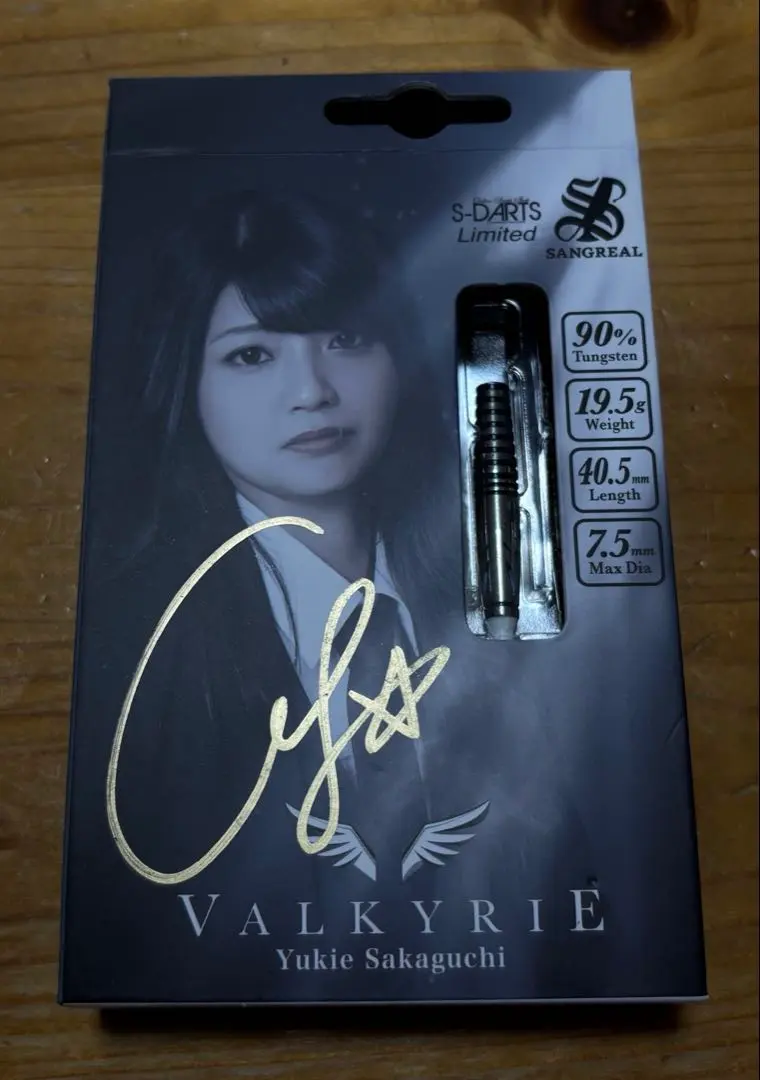 S-DARTS
Limited
SANGREAL
90%
Tungsten
19.5g
Weight
40.5mm
Length
7.5mm
Max Dia
VALKYRIE
Yukie Sakaguchi